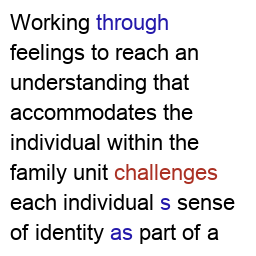 Working through
feelings to reach an
understanding that
accommodates the
individual within the
family unit challenges
each individual s sense
of identity as part of a